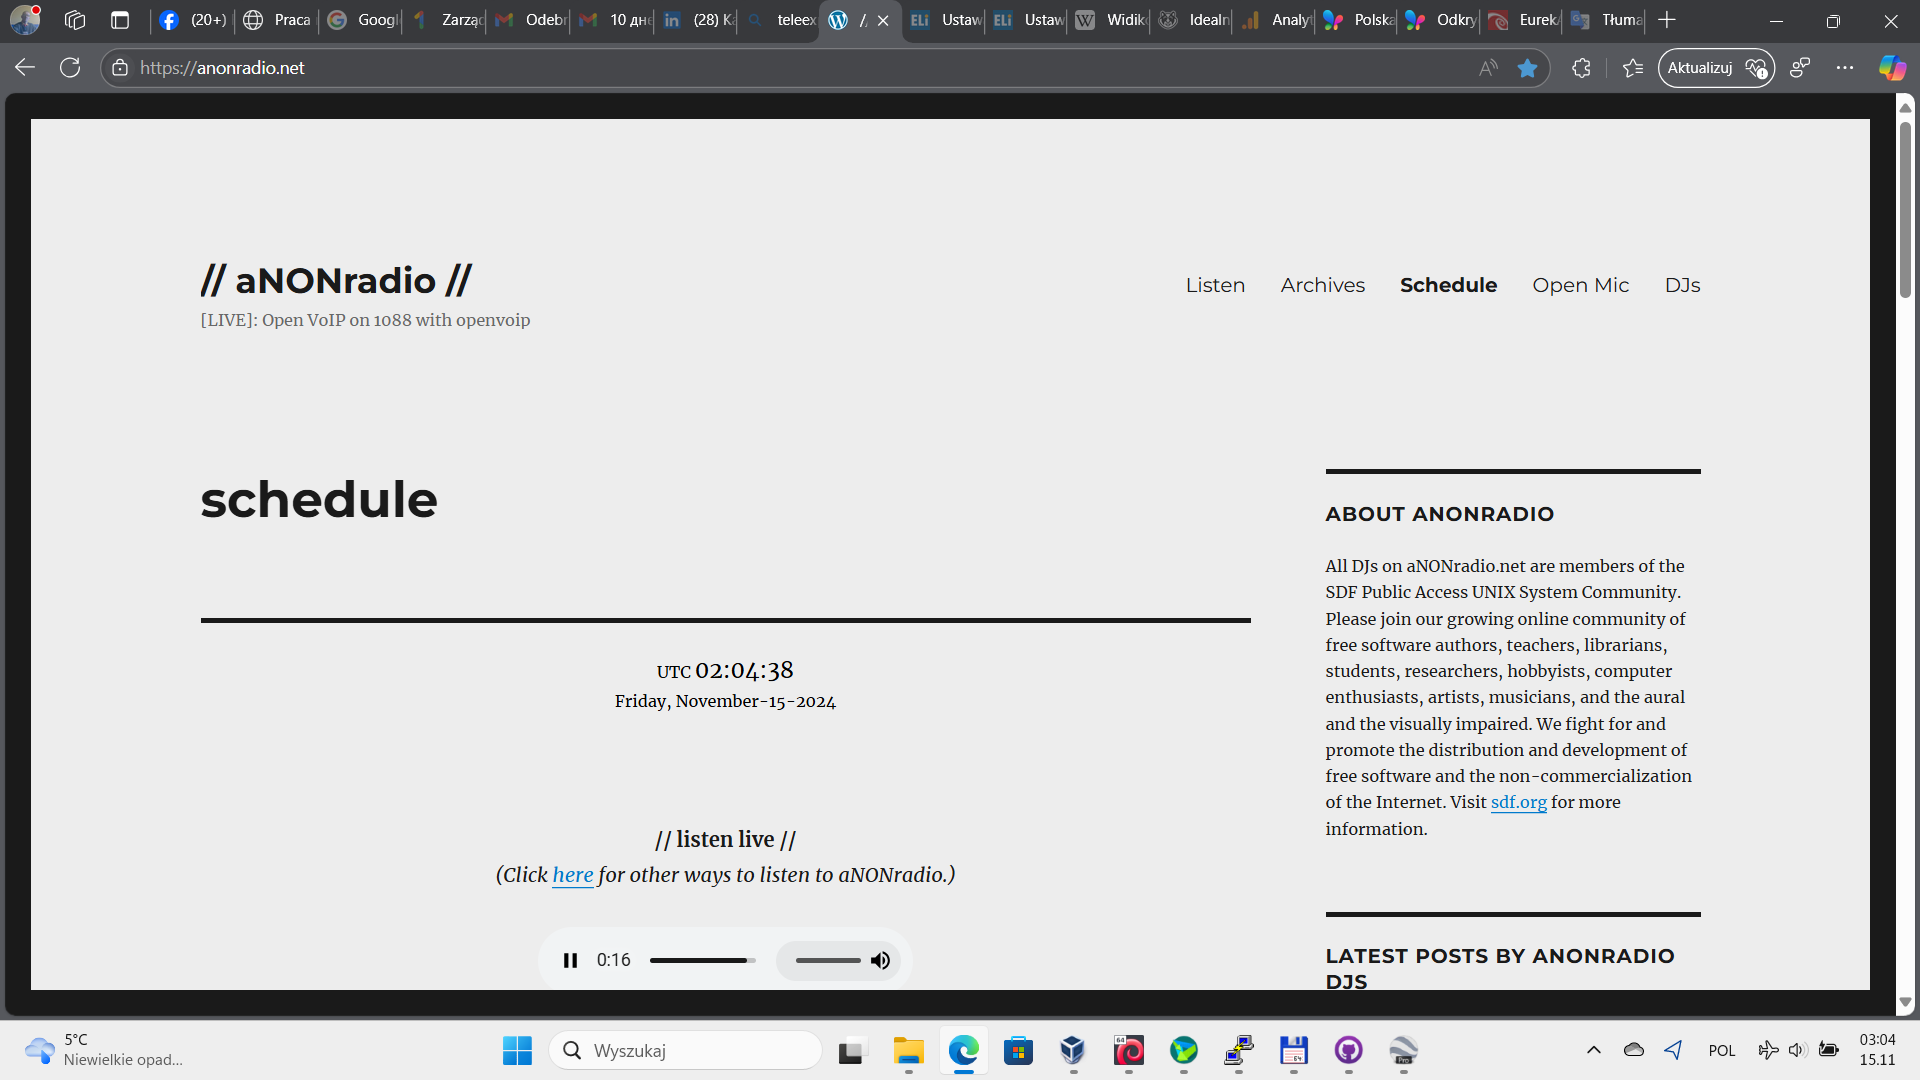 (20+)
Praca
Googl
Zarząd
Odebr
10 дне
(28) Ka
teleex
Ustaw
Ustaw
Widik
Idealn
Analyt
Polska
Odkry
Eurek
Tłuma
https://anonradio.net
Aktualizuj
// aNONradio //
[LIVE]: Open VoIP on 1088 with openvoip
Listen Archives Schedule Open Mic DJs
schedule
UTC 02:04:38
Friday, November-15-2024
// listen live //
(Click here for other ways to listen to aNONradio.)
0:16
ABOUT ANONRADIO
All DJs on aNONradio.net are members of the
SDF Public Access UNIX System Community.
Please join our growing online community of
free software authors, teachers, librarians,
students, researchers, hobbyists, computer
enthusiasts, artists, musicians, and the aural
and the visually impaired. We fight for and
promote the distribution and development of
free software and the non-commercialization
of the Internet. Visit sdf.org for more
information.
LATEST POSTS BY ANONRADIO
DJS
5°C
Niewielkie opad...
Wyszukaj
POL
03:04
15.11